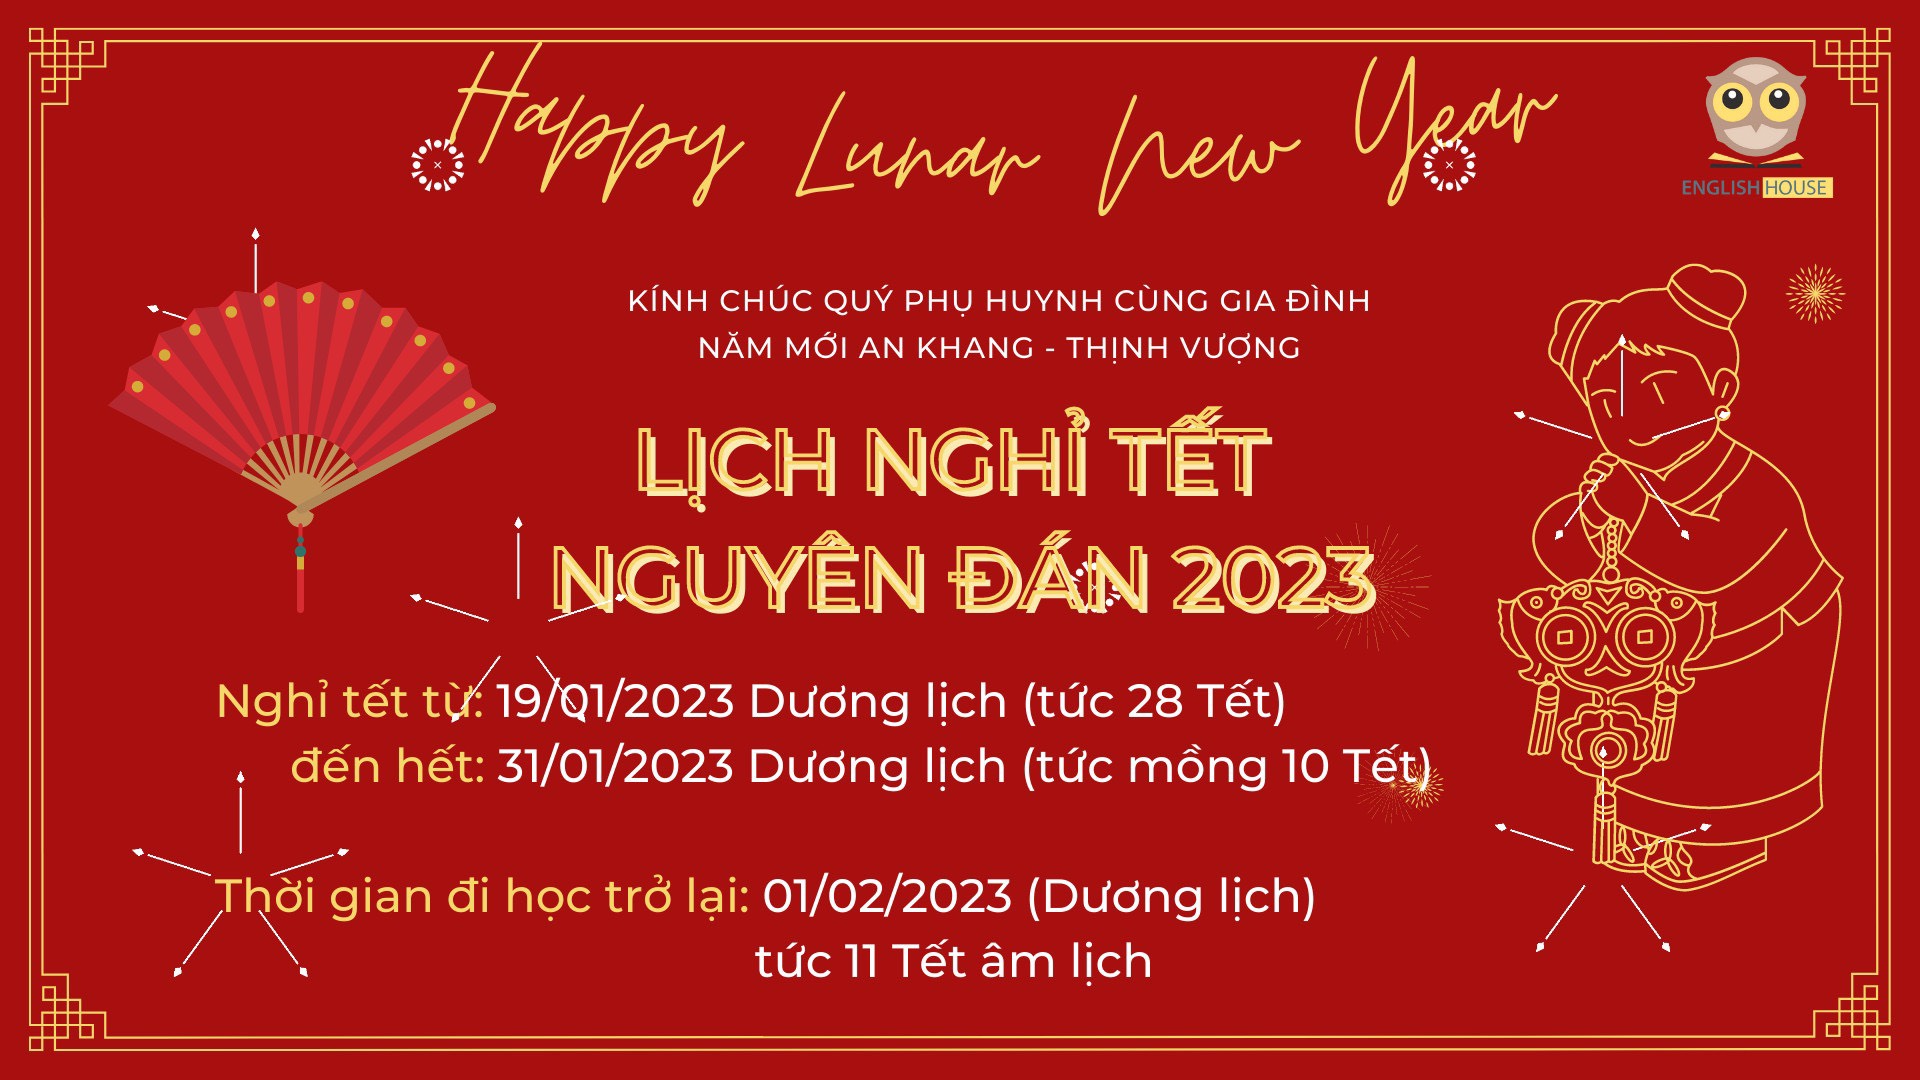 Happy Lunar New Year
ENGLISH HOUSE
KÍNH CHÚC QUÝ PHỤ HUYNH CÙNG GIA ĐÌNH
NĂM MỚI AN KHANG - THỊNH VƯỢNG
LỊCH NGHỈ TẾT
NGUYÊN ĐÁN 2023
Nghỉ tết từ: 19/01/2023 Dương lịch (tức 28 Tết)
đến hết: 31/01/2023 Dương lịch (tức mồng 10 Tết)
Thời gian đi học trở lại: 01/02/2023 (Dương lịch)
tức 11 Tết âm lịch